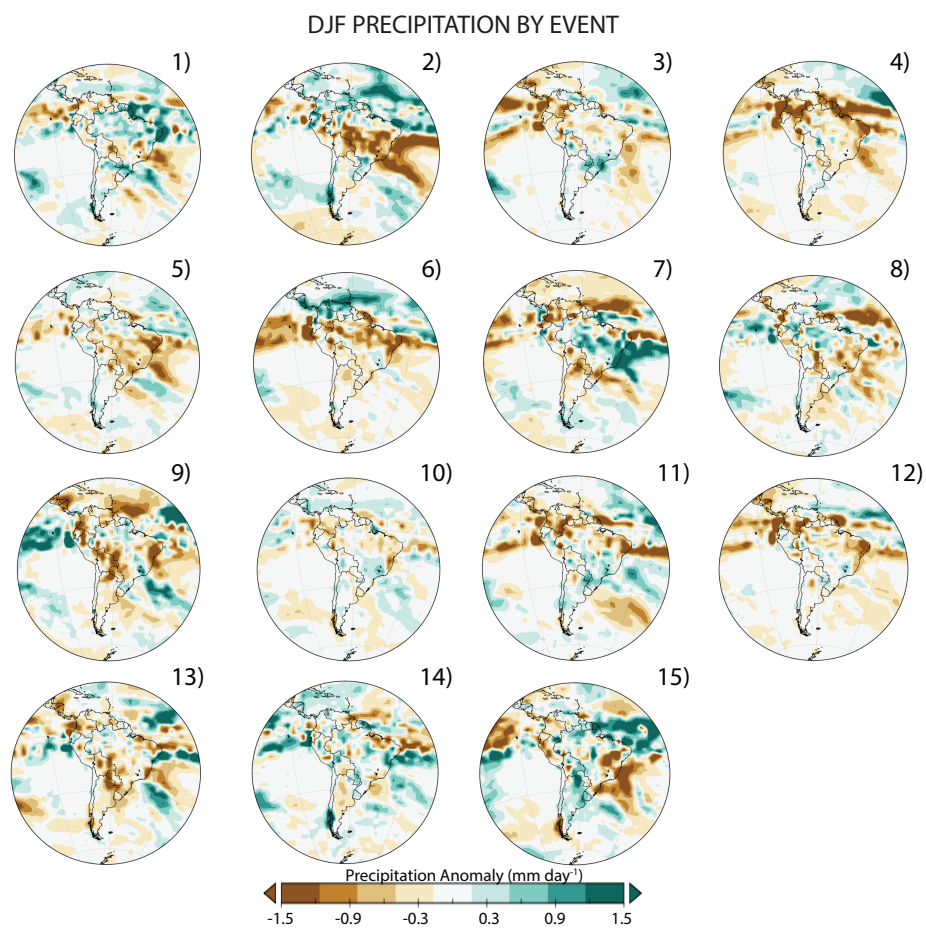 DJF PRECIPITATION BY EVENT
1) 2) 3) 4)
5) 6) 7) 8)
9) 10) 11) 12)
13) 14) 15)
Precipitation Anomaly (mm day-1)
-1.5 -0.9 -0.3 0.3 0.9 1.5